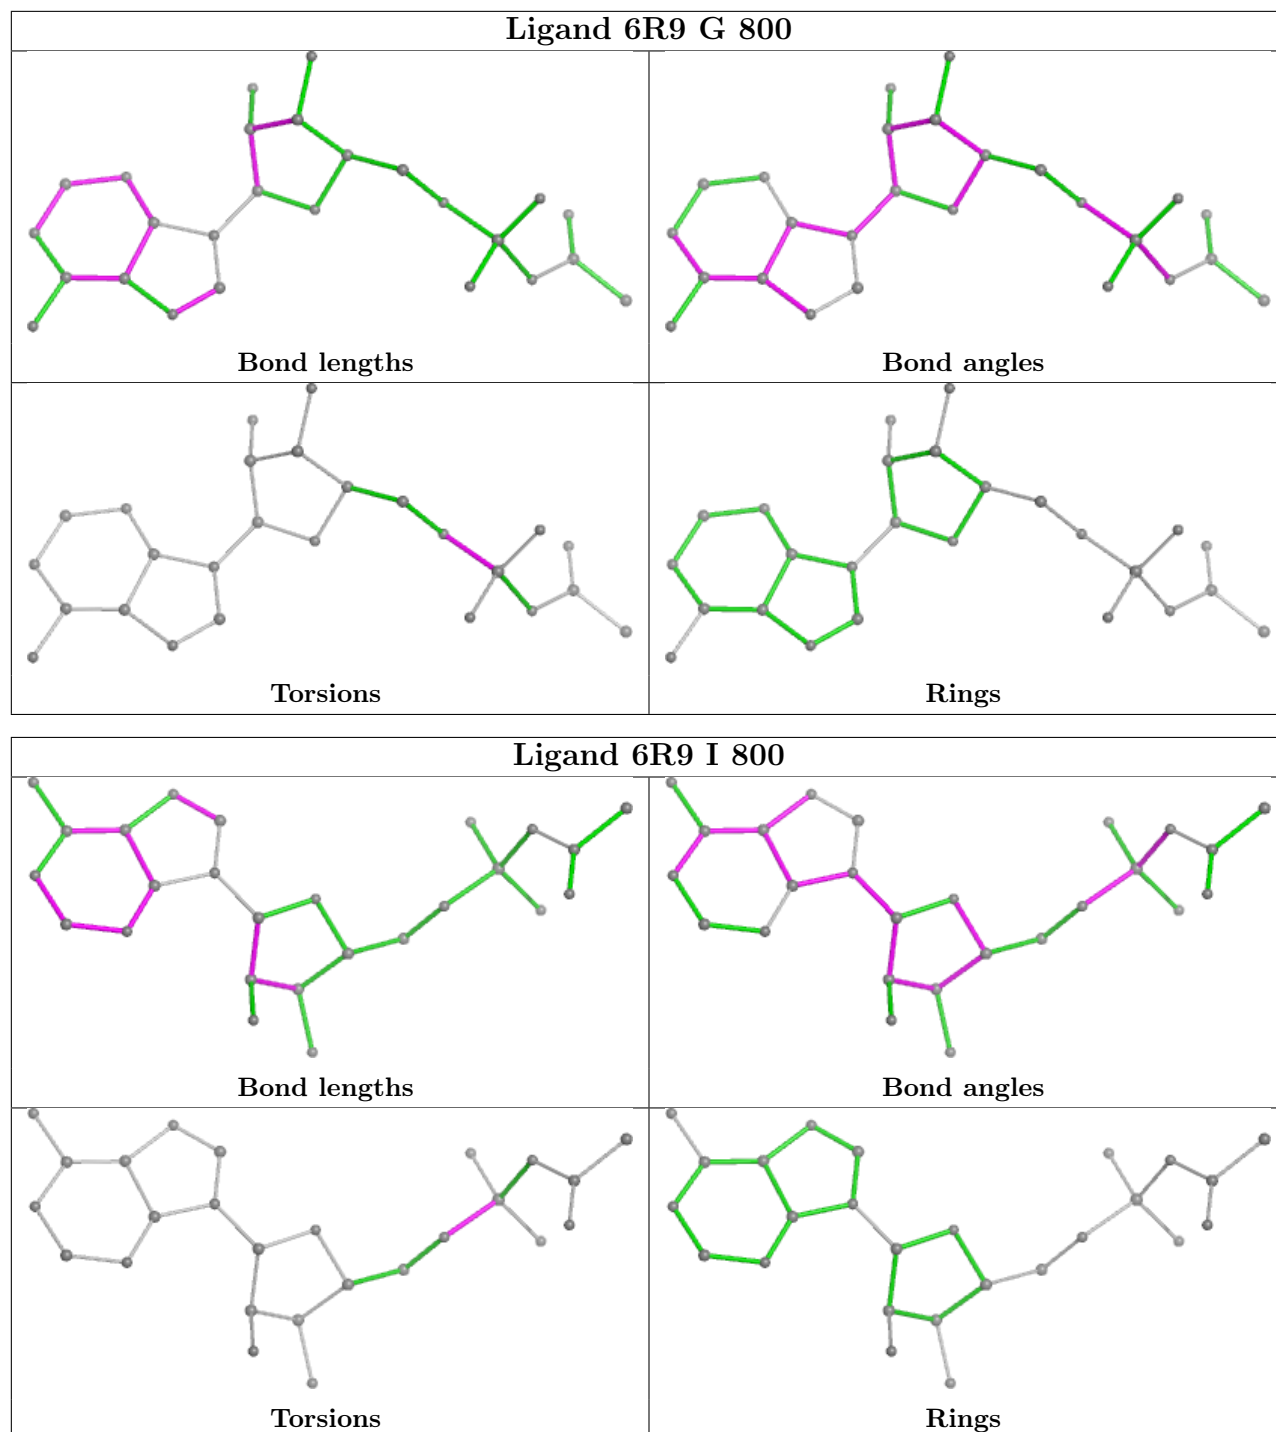 Ligand 6R9 G 800
Bond lengths
Bond angles
Torsions
Rings
Ligand 6R9 I 800
Bond lengths
Bond angles
Torsions
Rings